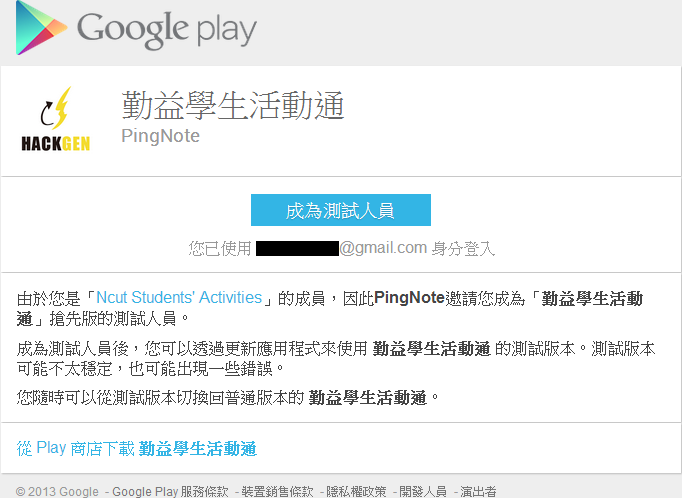 Google play
勤益學生活動通
PingNote
HACKGEN
成為測試人員
您已使用 @gmail.com 身分登入
由於您是「Ncut Students' Activities」的成員，因此PingNote邀請您成為「勤益學生活動
通」搶先版的測試人員。
成為測試人員後，您可以透過更新應用程式來使用 勤益學生活動通 的測試版本。測試版本
可能不太穩定，也可能出現一些錯誤。
您隨時可以從測試版本切換回普通版本的 勤益學生活動通。
從 Play 商店下載 勤益學生活動通
© 2013 Google - Google Play 服務條款 - 裝置銷售條款 - 隱私權政策 - 開發人員 - 演出者